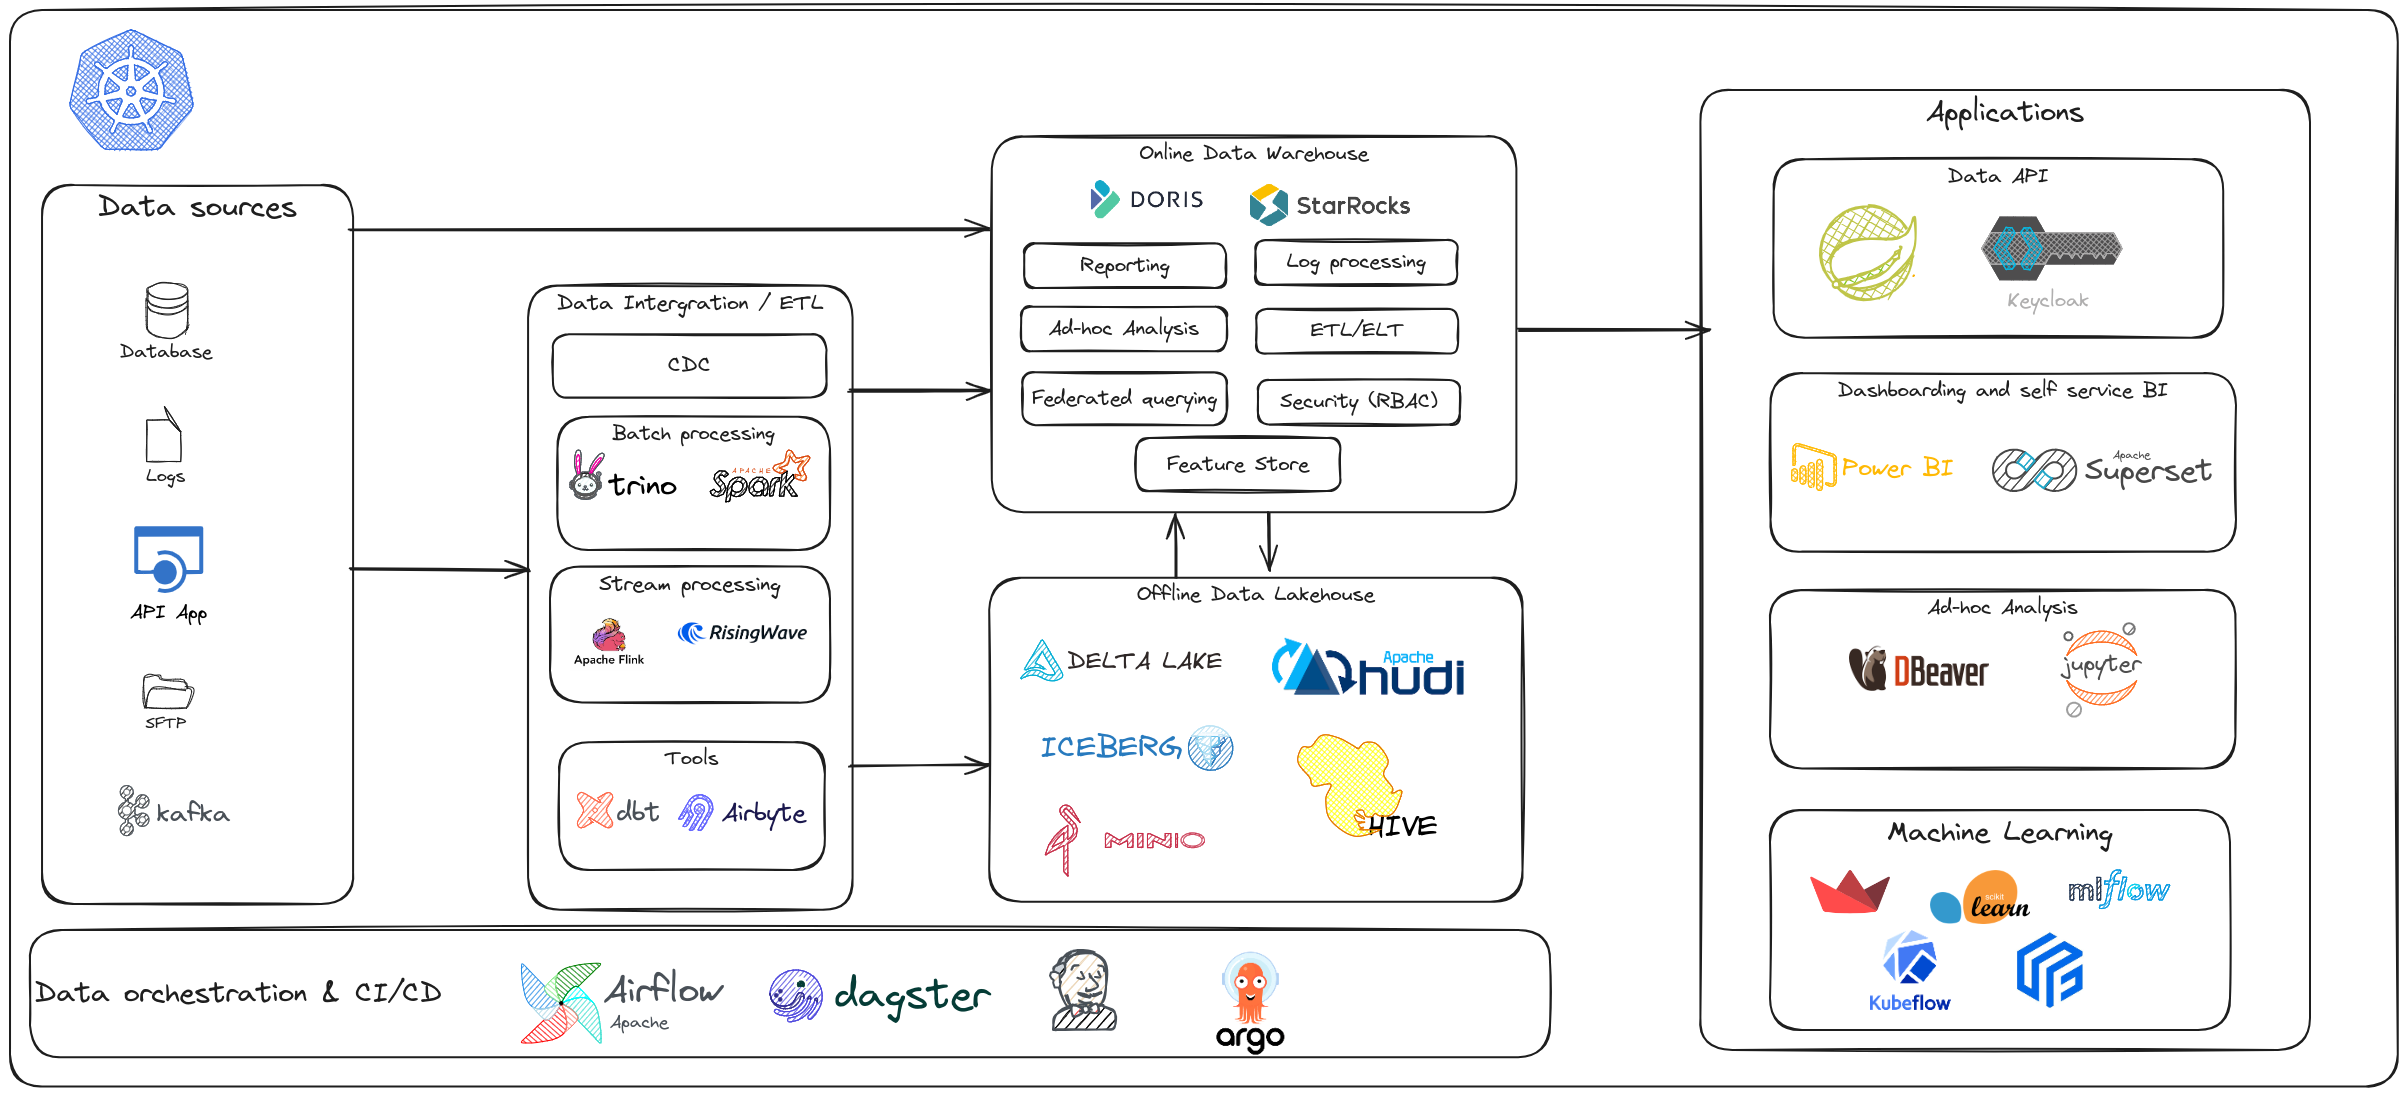 Data sources
Database
Logs
API App
SFTP
kafka
Data Intergration / ETL
CDC
Batch processing
trino
APACHE
Spark
Stream processing
Apache Flink
RisingWave
Tools
dbt
Airbyte
Online Data Warehouse
DORIS
StarRocks
Reporting
Log processing
Ad-hoc Analysis
ETL/ELT
Federated querying
Security (RBAC)
Feature Store
Offline Data Lakehouse
DELTA LAKE
Apache
hudi
ICEBERG
HIVE
MINIO
Applications
Data API
Keycloak
Dashboarding and self service BI
Power BI
Apache
Superset
Ad-hoc Analysis
DBeaver
jupyter
Machine Learning
scikit
learn
mlflow
Kubeflow
Data orchestration & CI/CD
Airflow
Apache
dagster
argo